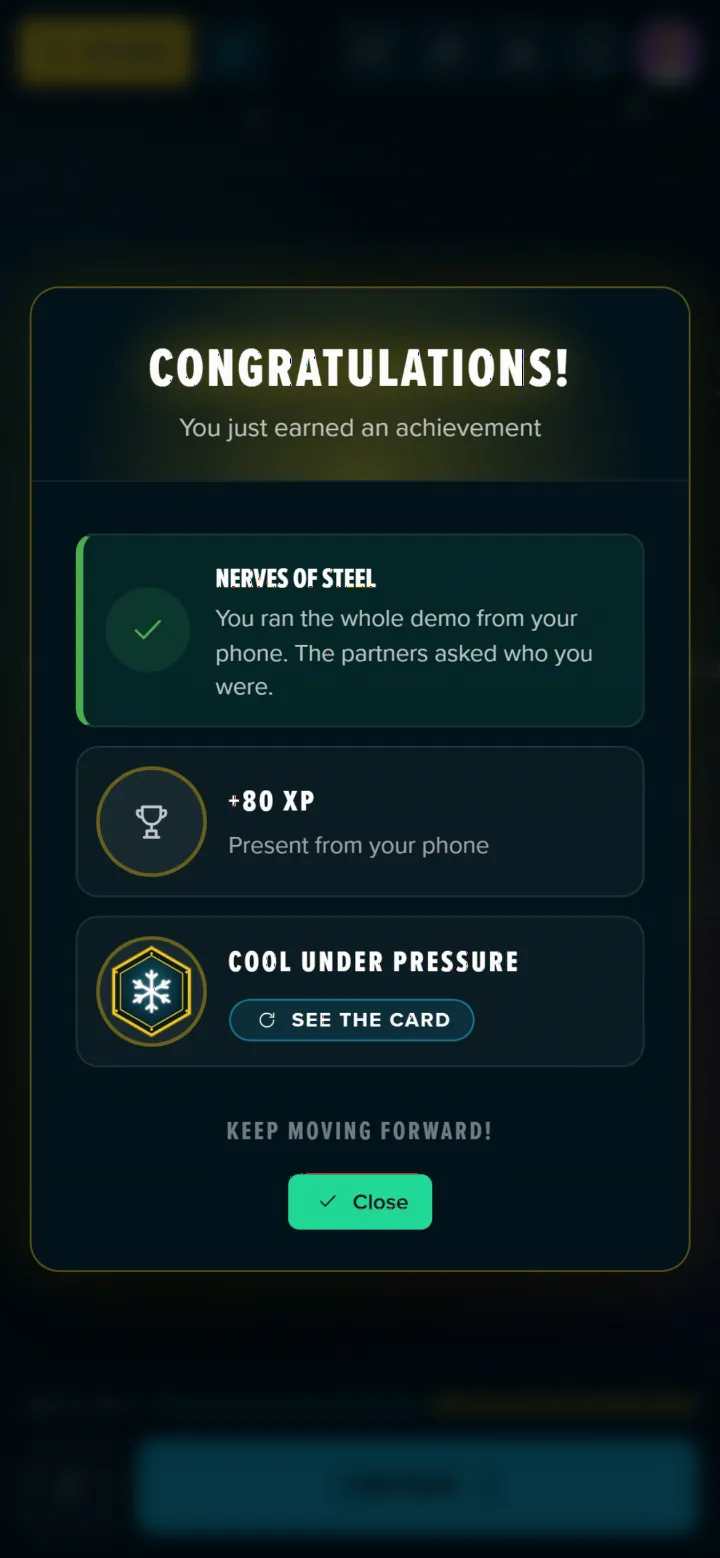 CONGRATULATIONS!
You just earned an achievement
NERVES OF STEEL
You ran the whole demo from your
phone. The partners asked who you
were.
+80 XP
Present from your phone
COOL UNDER PRESSURE
SEE THE CARD
KEEP MOVING FORWARD!
Close